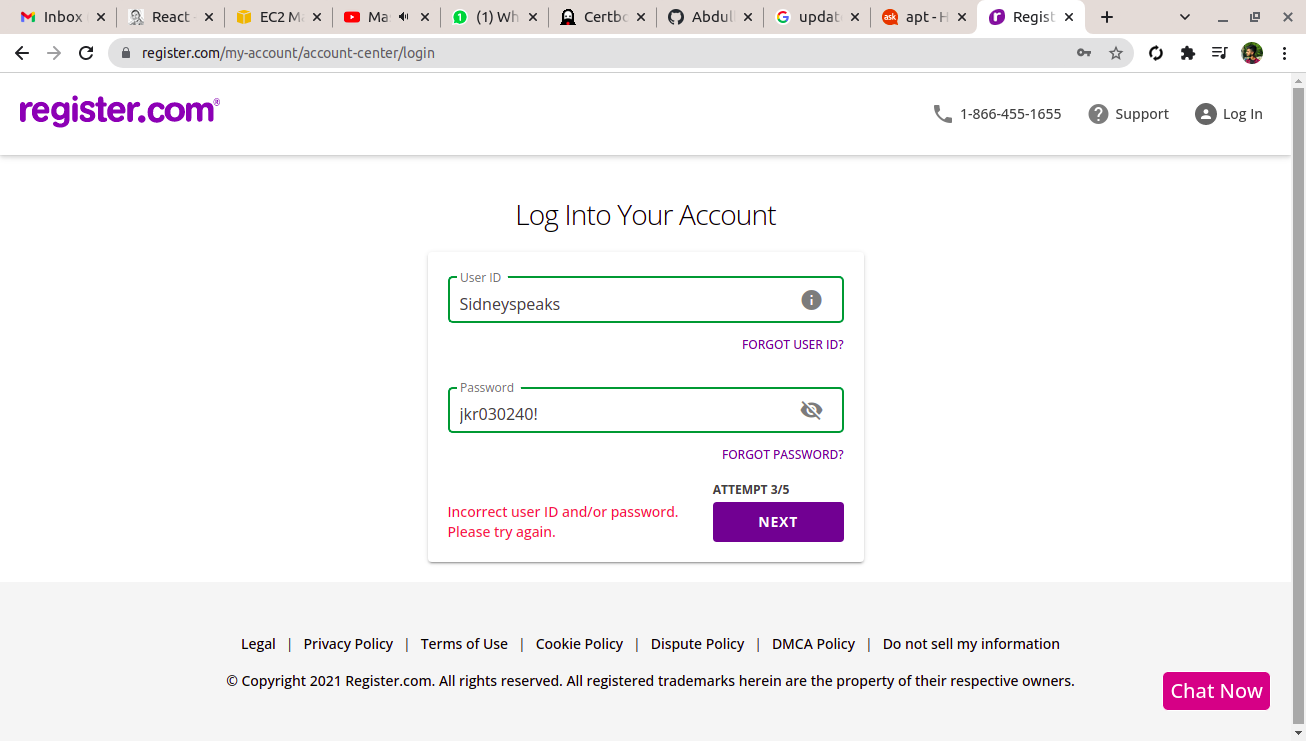 Inbox
React
EC2 Ma
Ma
(1) Wh
Certbo
Abdull
updat
apt - H
Regist
register.com/my-account/account-center/login
register.com®
1-866-455-1655
Support
Log In
Log Into Your Account
User ID
Sidneyspeaks
FORGOT USER ID?
Password
jkr030240!
FORGOT PASSWORD?
ATTEMPT 3/5
Incorrect user ID and/or password.
Please try again.
NEXT
Legal | Privacy Policy | Terms of Use | Cookie Policy | Dispute Policy | DMCA Policy | Do not sell my information
© Copyright 2021 Register.com. All rights reserved. All registered trademarks herein are the property of their respective owners.
Chat Now